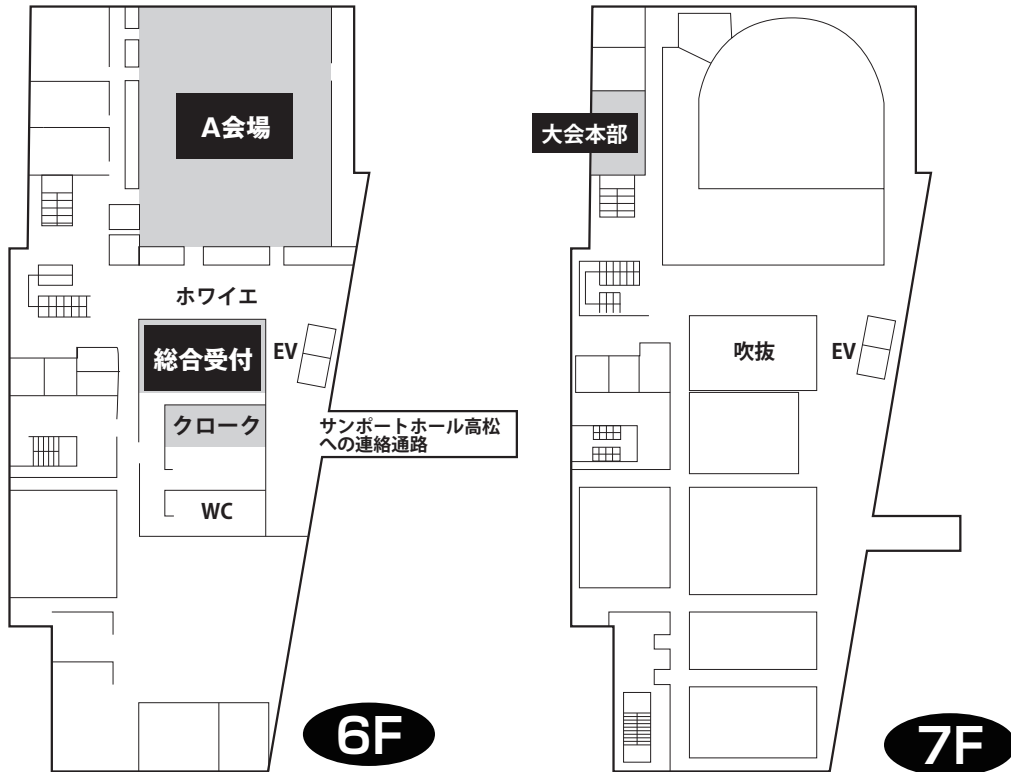 A会場
ホワイエ
総合受付
EV
クローク
サンポートホール高松
への連絡通路
WC
6F
大会本部
吹抜
EV
7F